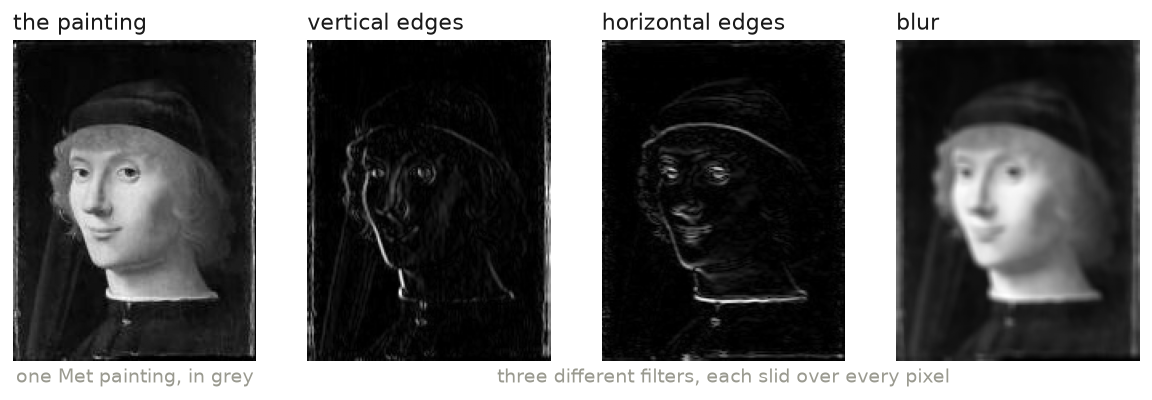 the painting
vertical edges
horizontal edges
blur
one Met painting, in grey
three different filters, each slid over every pixel